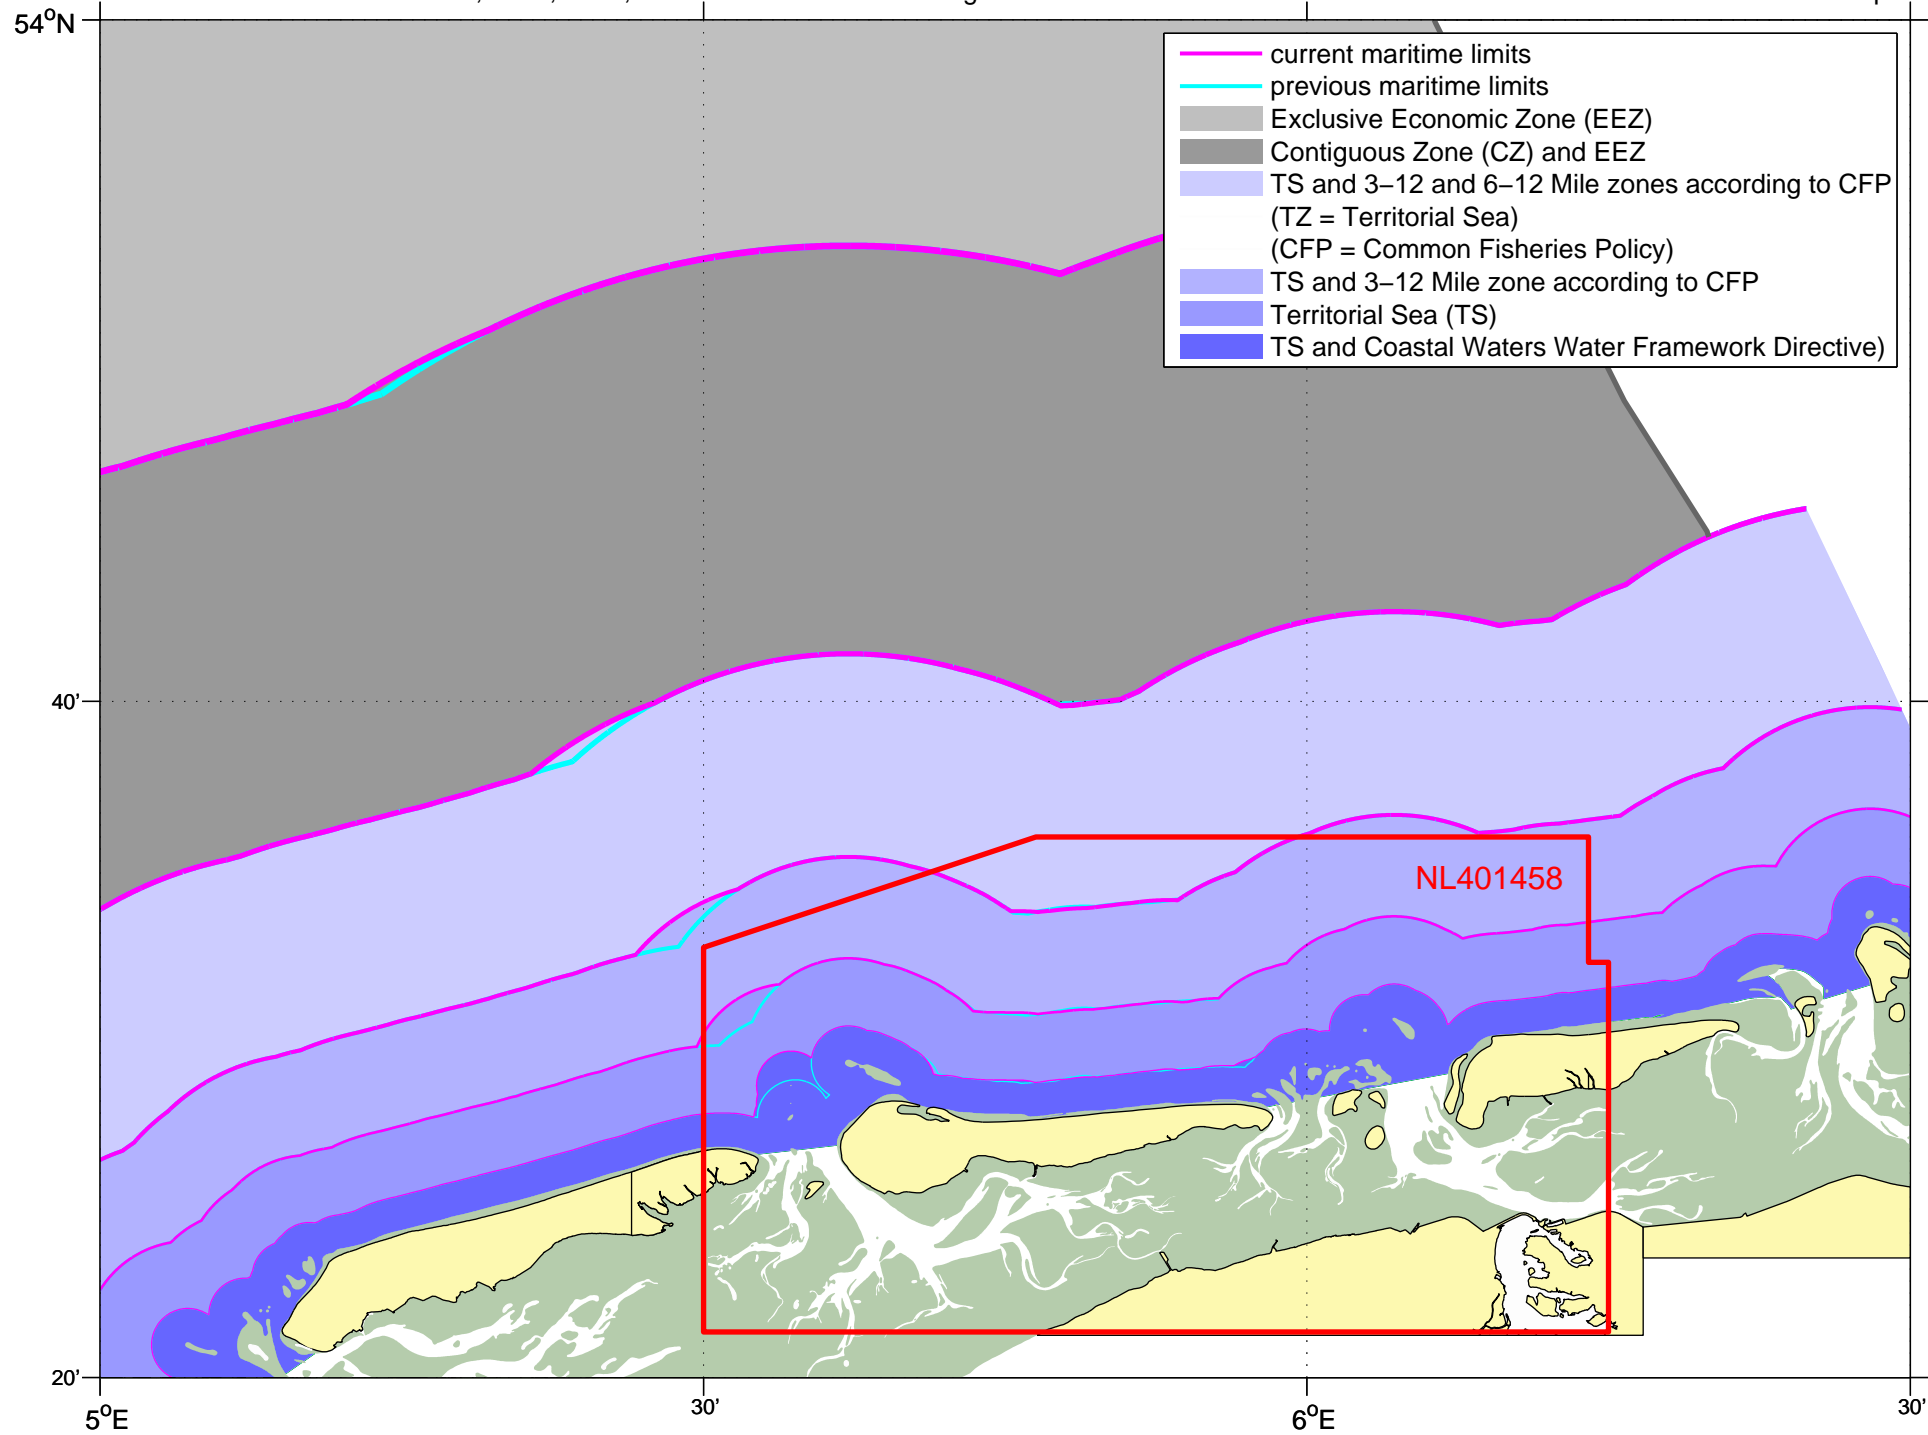 54°N
current maritime limits
previous maritime limits
Exclusive Economic Zone (EEZ)
Contiguous Zone (CZ) and EEZ
TS and 3−12 and 6−12 Mile zones according to CFP
(TZ = Territorial Sea)
(CFP = Common Fisheries Policy)
TS and 3−12 Mile zone according to CFP
Territorial Sea (TS)
TS and Coastal Waters Water Framework Directive)
40'
NL401458
20'
5°E
30'
6°E
30'